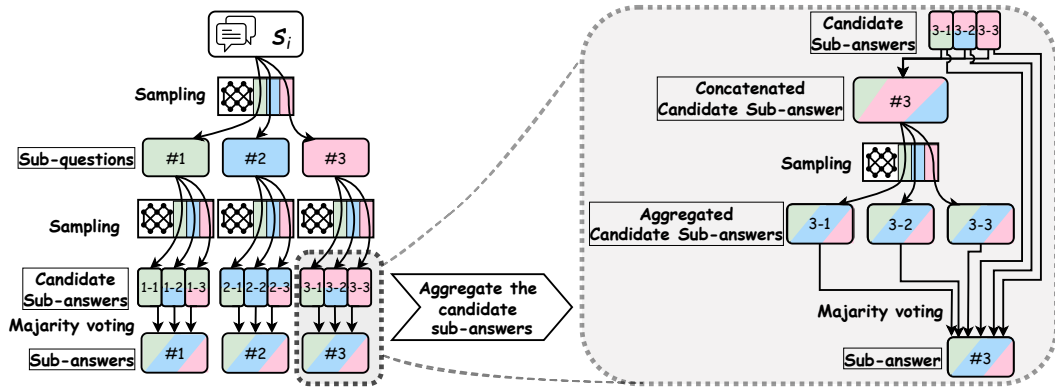 Sᵢ
Sampling
Sub-questions
#1
#2
#3
Sampling
Candidate
Sub-answers
1-1
1-2
1-3
2-1
2-2
2-3
3-1
3-2
3-3
Majarity voting
Sub-answers
#1
#2
#3
Aggregate the
candidate
sub-answers
Candidate
Sub-answers
3-1
3-2
3-3
Concatenated
Candidate Sub-answer
#3
Sampling
Aggregated
Candidate Sub-answers
3-1
3-2
3-3
Majarity voting
Sub-answer
#3